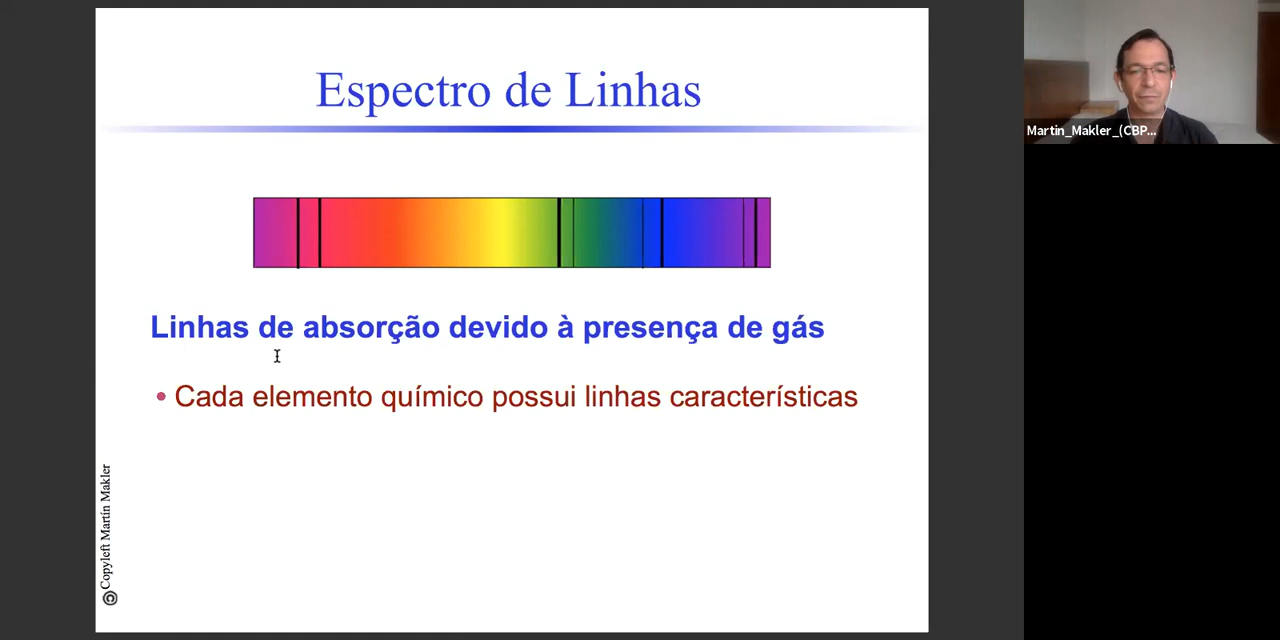 Espectro de Linhas
Martin_Makler_(CBP...
Linhas de absorção devido à presença de gás
• Cada elemento químico possui linhas características
©Copyleft Martín Makler